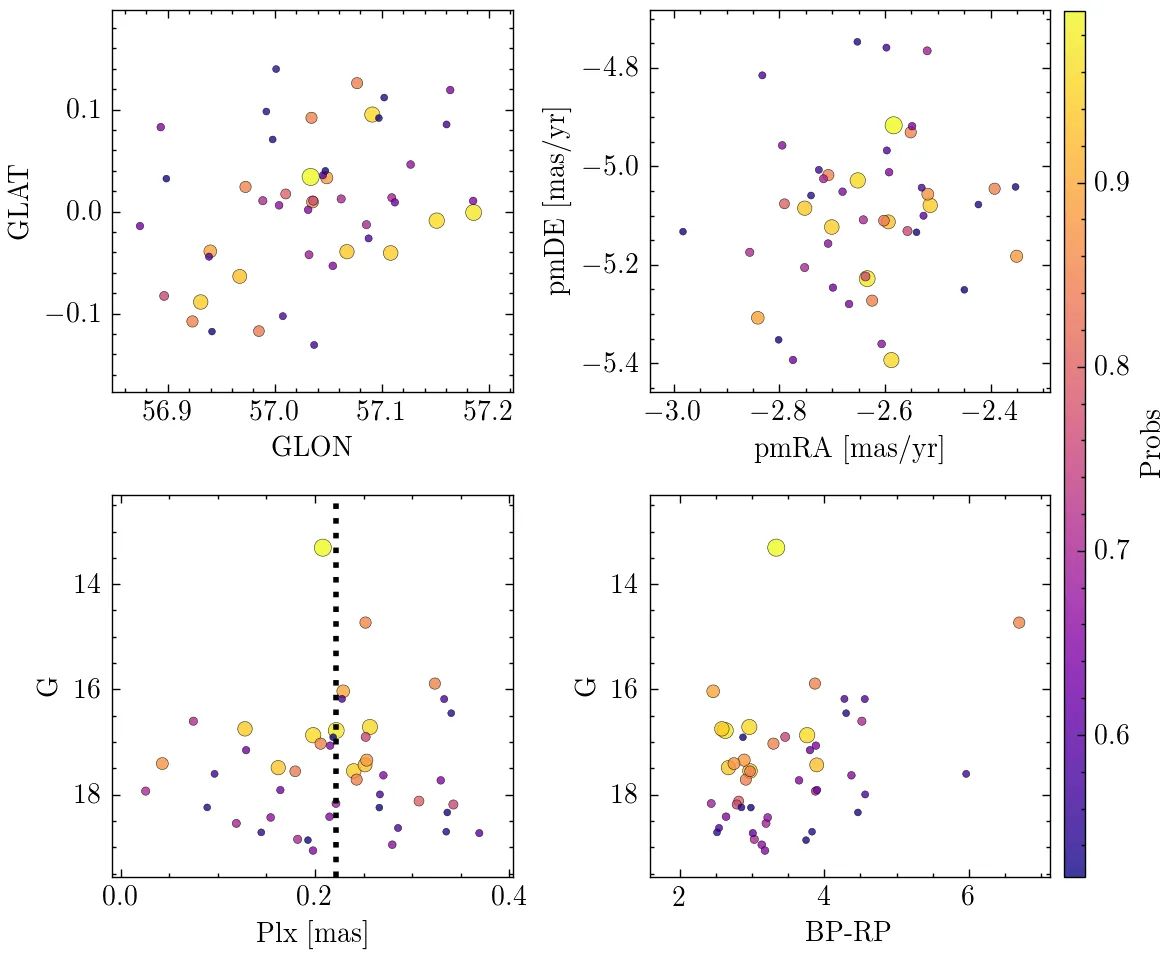 0.1
0.0
−0.1
GLAT
56.9 57.0 57.1 57.2
GLON
−4.8
−5.0
−5.2
−5.4
pmDE [mas/yr]
−3.0 −2.8 −2.6 −2.4
pmRA [mas/yr]
0.9
0.8
0.7
0.6
Probs
14
16
18
G
0.0 0.2 0.4
Plx [mas]
14
16
18
G
2 4 6
BP-RP